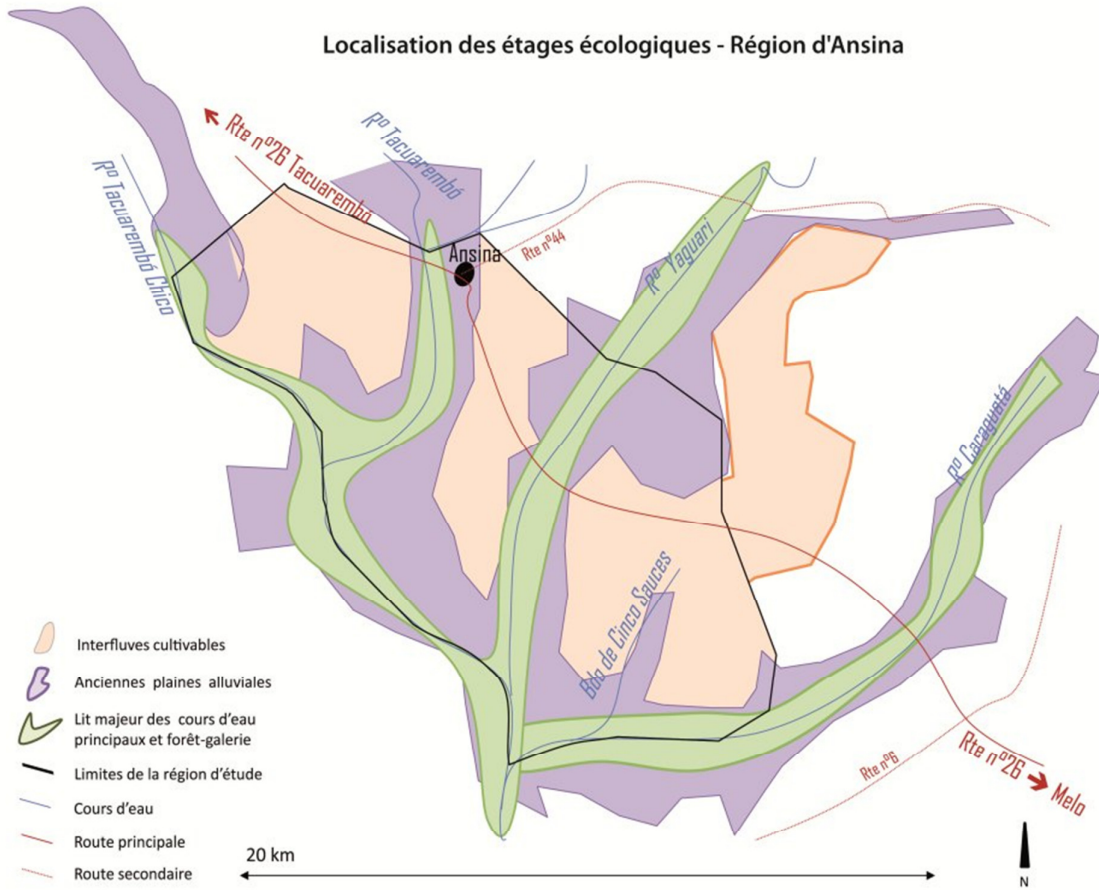 Localisation des étages écologiques - Région d'Ansina
Rte nº26 Tacuarembó
Rº Tacuarembó
Rº Tacuarembó Chico
Ansina
Rte nº44
Rº Yaguari
Rº Caraguatá
Bdo de Cinco Sauces
Rte nº6
Rte nº26
Melo
Interfluves cultivables
Anciennes plaines alluviales
Lit majeur des cours d'eau
principaux et forêt-galerie
Limites de la région d'étude
Cours d'eau
Route principale
Route secondaire
20 km
N